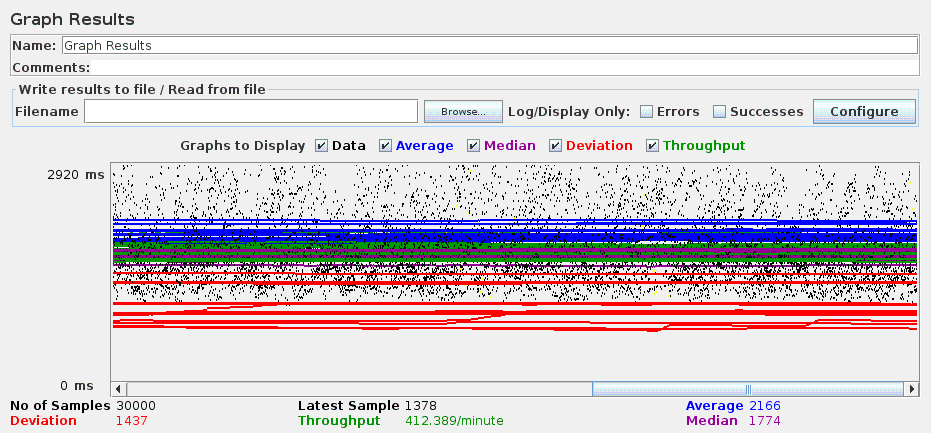 Graph Results
Name: Graph Results
Comments:
Write results to file / Read from file
Filename Browse... Log/Display Only: Errors Successes Configure
Graphs to Display Data Average Median Deviation Throughput
2920 ms
0 ms
No of Samples 30000 Latest Sample 1378 Average 2166
Deviation 1437 Throughput 412.389/minute Median 1774